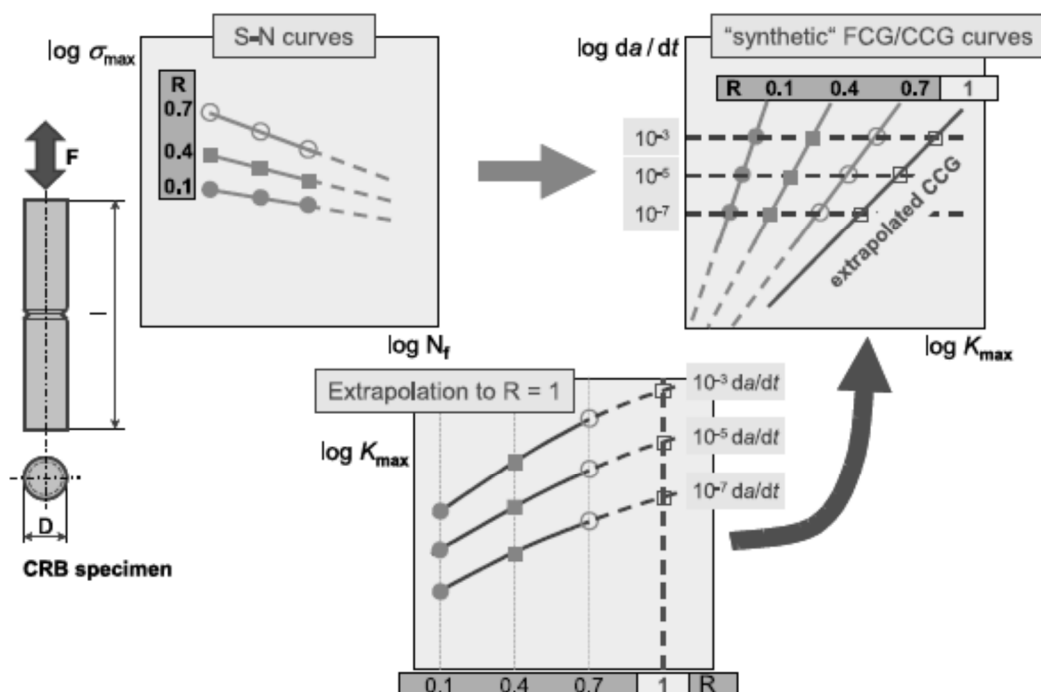 S-N curves
log σmax
R
0.7
0.4
0.1
log Nf
F
l
D
CRB specimen
"synthetic" FCG/CCG curves
log da/dt
R 0.1 0.4 0.7 1
10⁻³
10⁻⁵
10⁻⁷
extrapolated CCG
log Kmax
Extrapolation to R = 1
log Kmax
10⁻³ da/dt
10⁻⁵ da/dt
10⁻⁷ da/dt
0.1 0.4 0.7 1 R